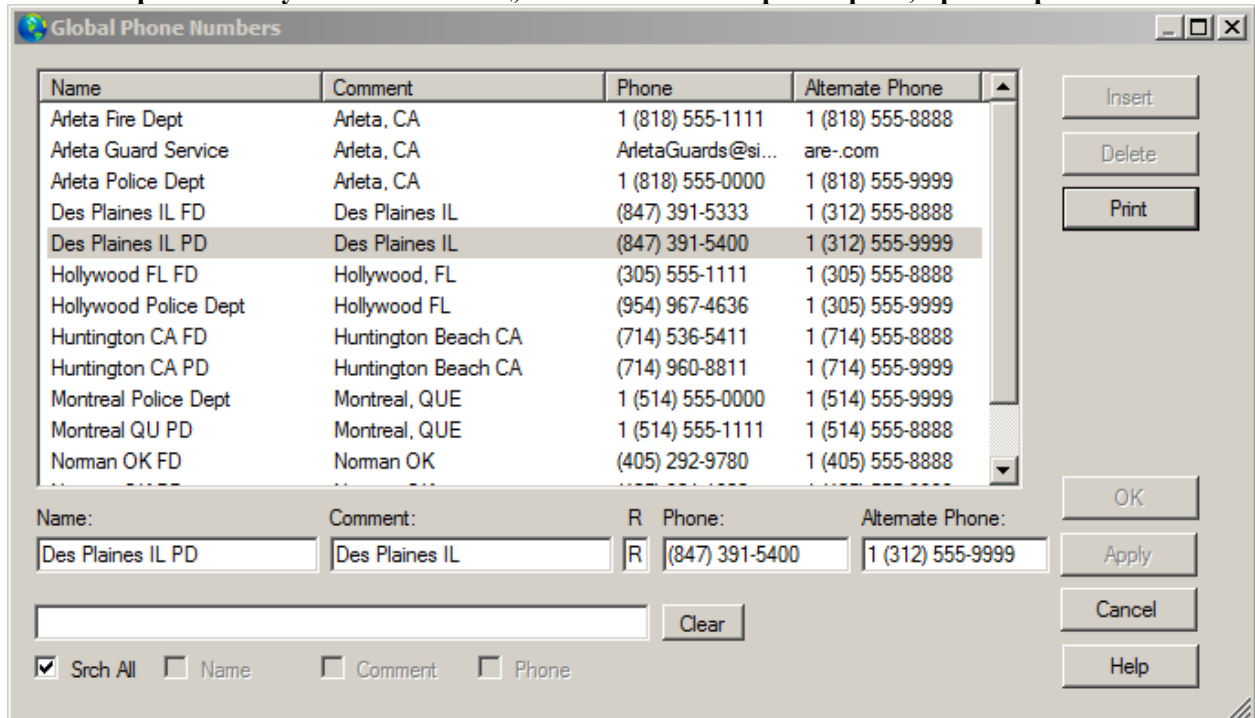 Global Phone Numbers
Name Comment Phone Alternate Phone
Arleta Fire Dept Arleta, CA 1 (818) 555-1111 1 (818) 555-8888 Insert
Arleta Guard Service Arleta, CA ArletaGuards@si... are-.com Delete
Arleta Police Dept Arleta, CA 1 (818) 555-0000 1 (818) 555-9999
Des Plaines IL FD Des Plaines IL (847) 391-5333 1 (312) 555-8888 Print
Des Plaines IL PD Des Plaines IL (847) 391-5400 1 (312) 555-9999
Hollywood FL FD Hollywood, FL (305) 555-1111 1 (305) 555-8888
Hollywood Police Dept Hollywood FL (954) 967-4636 1 (305) 555-9999
Huntington CA FD Huntington Beach CA (714) 536-5411 1 (714) 555-8888
Huntington CA PD Huntington Beach CA (714) 960-8811 1 (714) 555-9999
Montreal Police Dept Montreal, QUE 1 (514) 555-0000 1 (514) 555-9999
Montreal QU PD Montreal, QUE 1 (514) 555-1111 1 (514) 555-8888
Norman OK FD Norman OK (405) 292-9780 1 (405) 555-8888
OK
Name: Comment: R Phone: Alternate Phone:
Des Plaines IL PD Des Plaines IL R (847) 391-5400 1 (312) 555-9999 Apply
Clear Cancel
Srch All Name Comment Phone Help